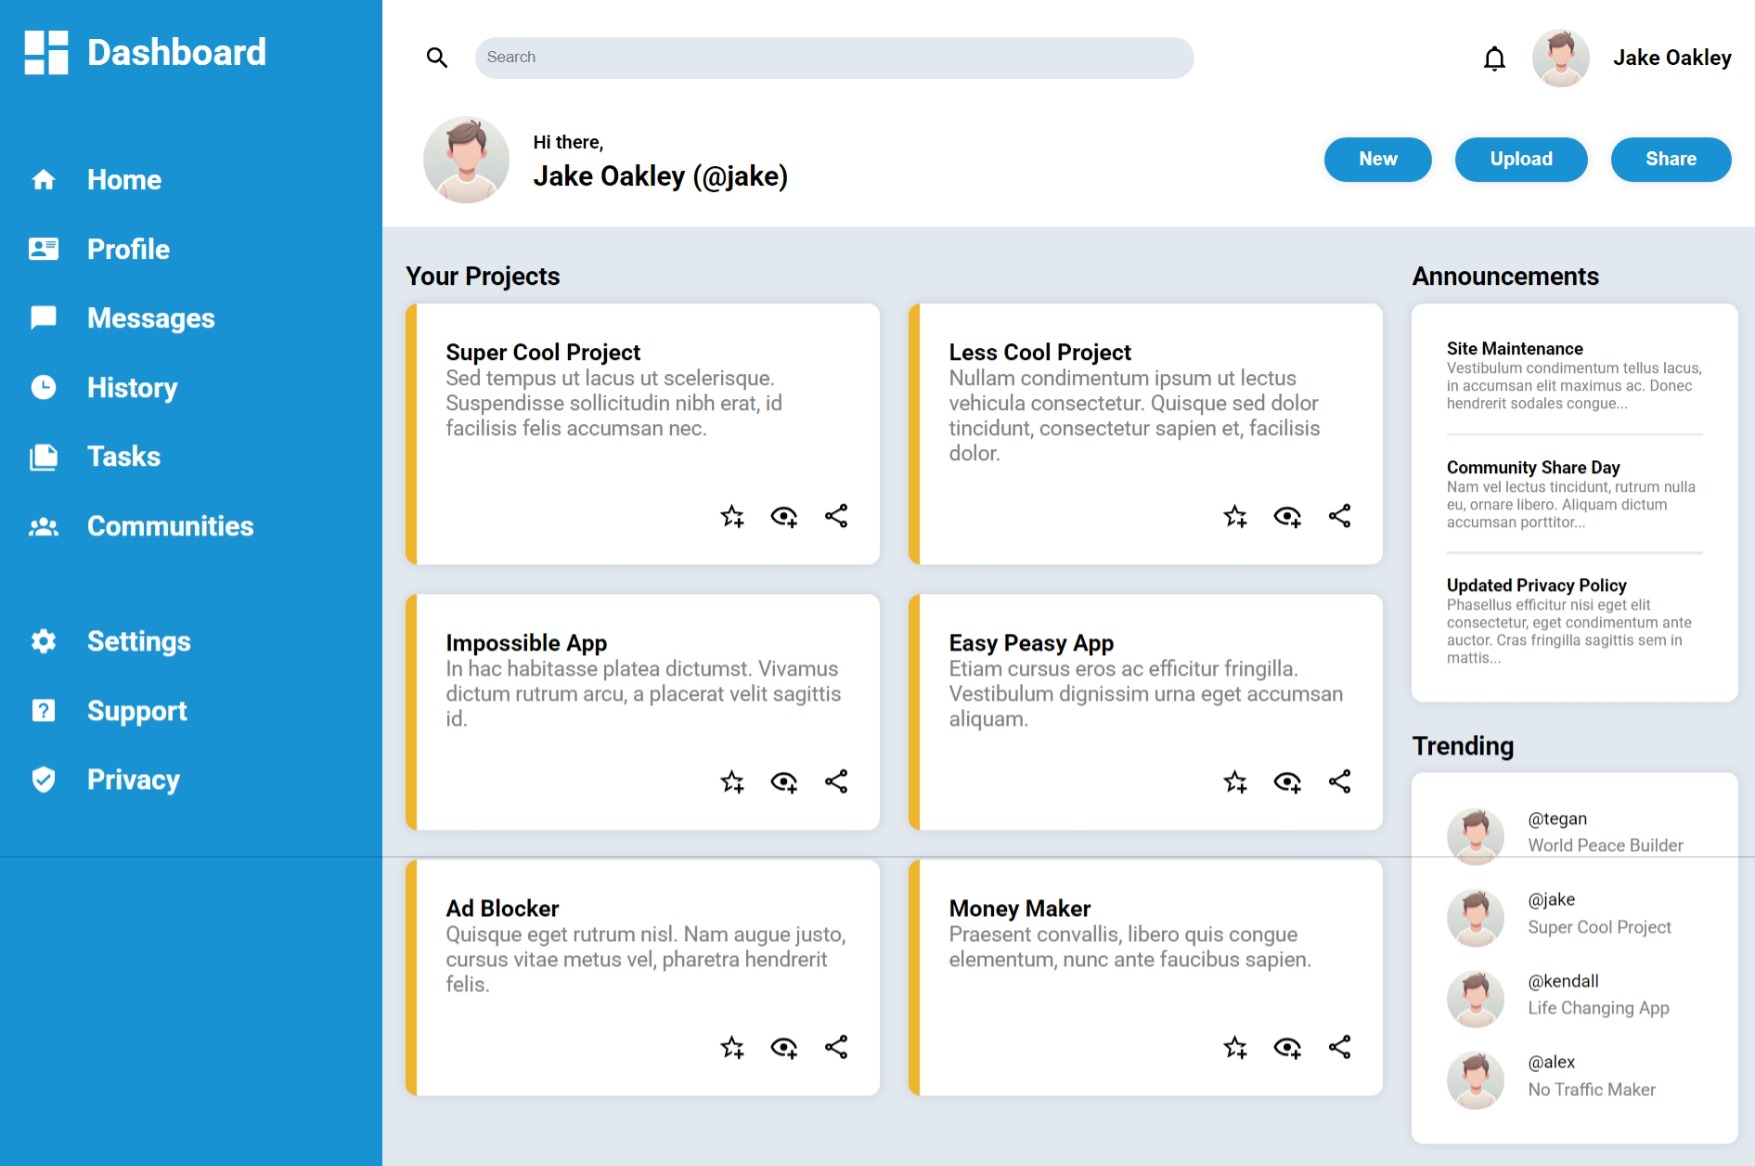 Dashboard
Home
Profile
Messages
History
Tasks
Communities
Settings
Support
Privacy
Search
Jake Oakley
Hi there,
Jake Oakley (@jake)
New
Upload
Share
Your Projects
Super Cool Project
Sed tempus ut lacus ut scelerisque.
Suspendisse sollicitudin nibh erat, id
facilisis felis accumsan nec.
Less Cool Project
Nullam condimentum ipsum ut lectus
vehicula consectetur. Quisque sed dolor
tincidunt, consectetur sapien et, facilisis
dolor.
Impossible App
In hac habitasse platea dictumst. Vivamus
dictum rutrum arcu, a placerat velit sagittis
id.
Easy Peasy App
Etiam cursus eros ac efficitur fringilla.
Vestibulum dignissim urna eget accumsan
aliquam.
Ad Blocker
Quisque eget rutrum nisl. Nam augue justo,
cursus vitae metus vel, pharetra hendrerit
felis.
Money Maker
Praesent convallis, libero quis congue
elementum, nunc ante faucibus sapien.
Announcements
Site Maintenance
Vestibulum condimentum tellus lacus,
in accumsan elit maximus ac. Donec
hendrerit sodales congue...
Community Share Day
Nam vel lectus tincidunt, rutrum nulla
eu, ornare libero. Aliquam dictum
accumsan porttitor...
Updated Privacy Policy
Phasellus efficitur nisi eget elit
consectetur, eget condimentum ante
auctor. Cras fringilla sagittis sem in
mattis...
Trending
@tegan
World Peace Builder
@jake
Super Cool Project
@kendall
Life Changing App
@alex
No Traffic Maker